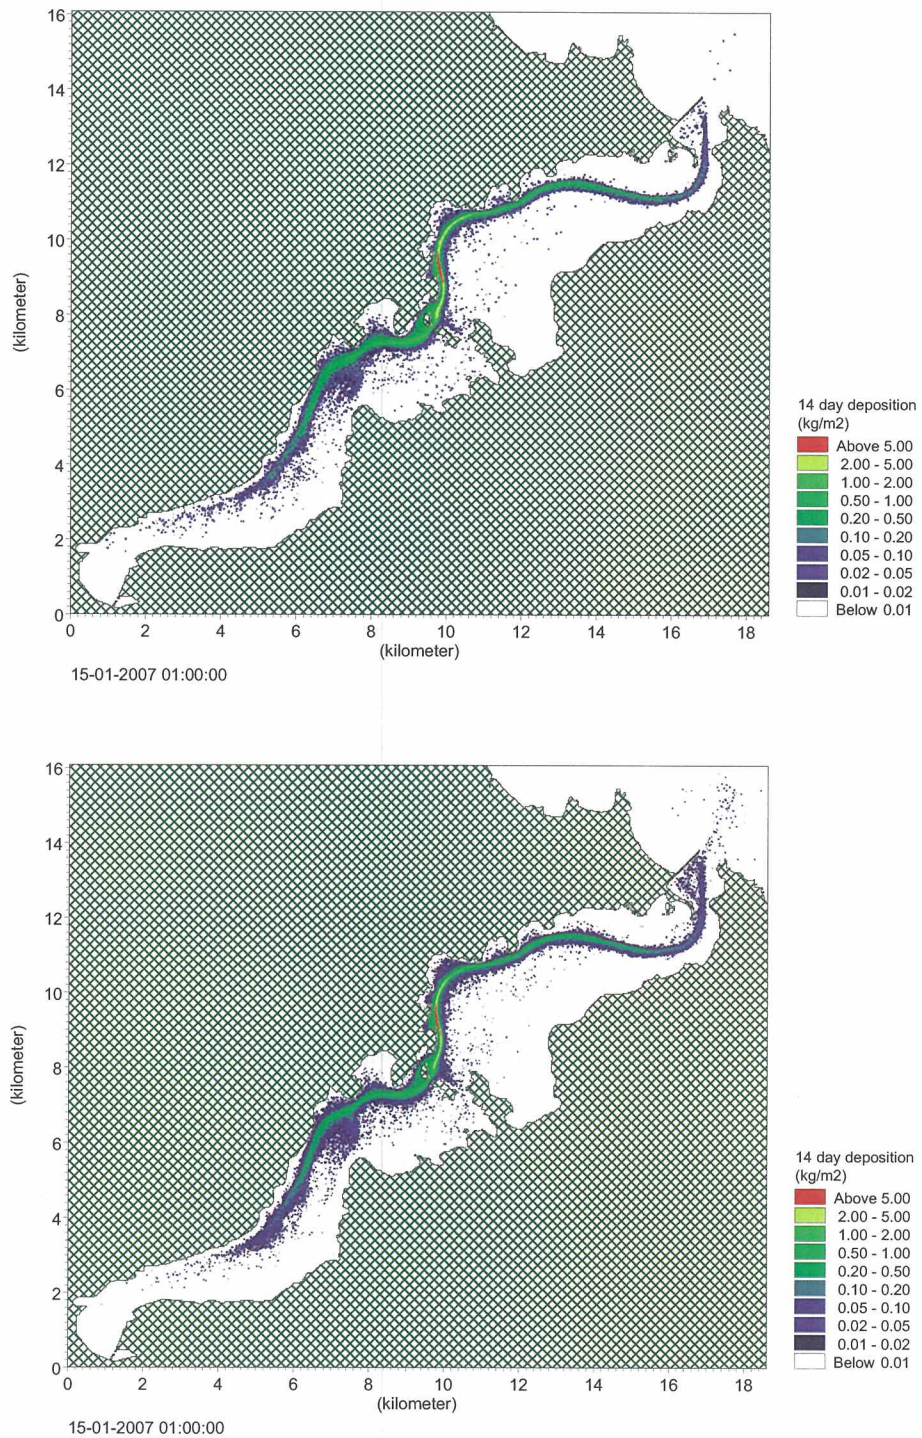 16
14
12
10
8
6
4
2
0
(kilometer)
0 2 4 6 8 10 12 14 16 18
(kilometer)
15-01-2007 01:00:00
14 day deposition
(kg/m2)
Above 5.00
2.00 - 5.00
1.00 - 2.00
0.50 - 1.00
0.20 - 0.50
0.10 - 0.20
0.05 - 0.10
0.02 - 0.05
0.01 - 0.02
Below 0.01
16
14
12
10
8
6
4
2
0
(kilometer)
0 2 4 6 8 10 12 14 16 18
(kilometer)
15-01-2007 01:00:00
14 day deposition
(kg/m2)
Above 5.00
2.00 - 5.00
1.00 - 2.00
0.50 - 1.00
0.20 - 0.50
0.10 - 0.20
0.05 - 0.10
0.02 - 0.05
0.01 - 0.02
Below 0.01